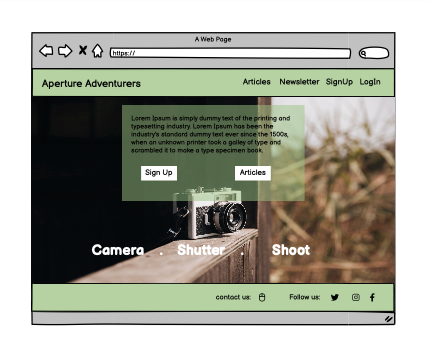 A Web Page
https://
Aperture Adventurers
Articles Newsletter SignUp LogIn
Lorem Ipsum is simply dummy text of the printing and
typesetting industry. Lorem Ipsum has been the
industry's standard dummy text ever since the 1500s,
when an unknown printer took a galley of type and
scrambled it to make a type specimen book.
Sign Up Articles
Camera . Shutter . Shoot
contact us: Follow us: